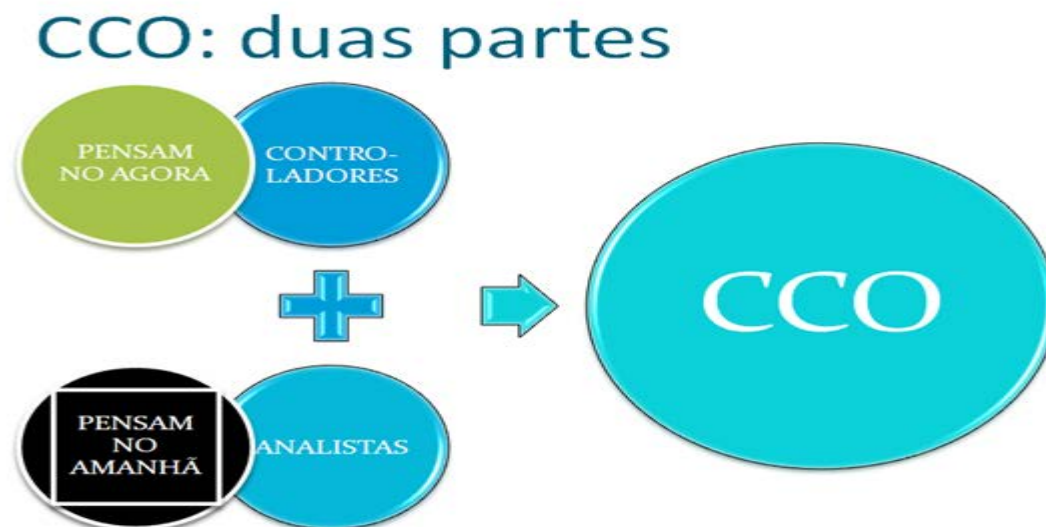 CCO: duas partes
PENSAM
NO AGORA
CONTRO-
LADORES
CCO
PENSAM
NO
AMANHÃ
ANALISTAS